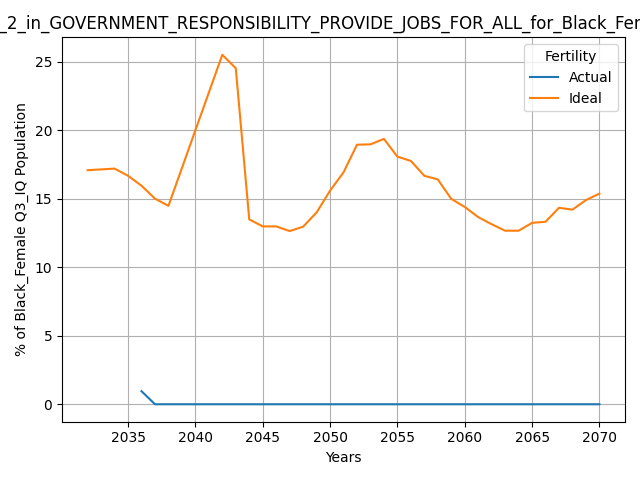 _2_in_GOVERNMENT_RESPONSIBILITY_PROVIDE_JOBS_FOR_ALL_for_Black_Fer
Fertility
Actual
Ideal
% of Black_Female Q3_IQ Population
25
20
15
10
5
0
2035 2040 2045 2050 2055 2060 2065 2070
Years